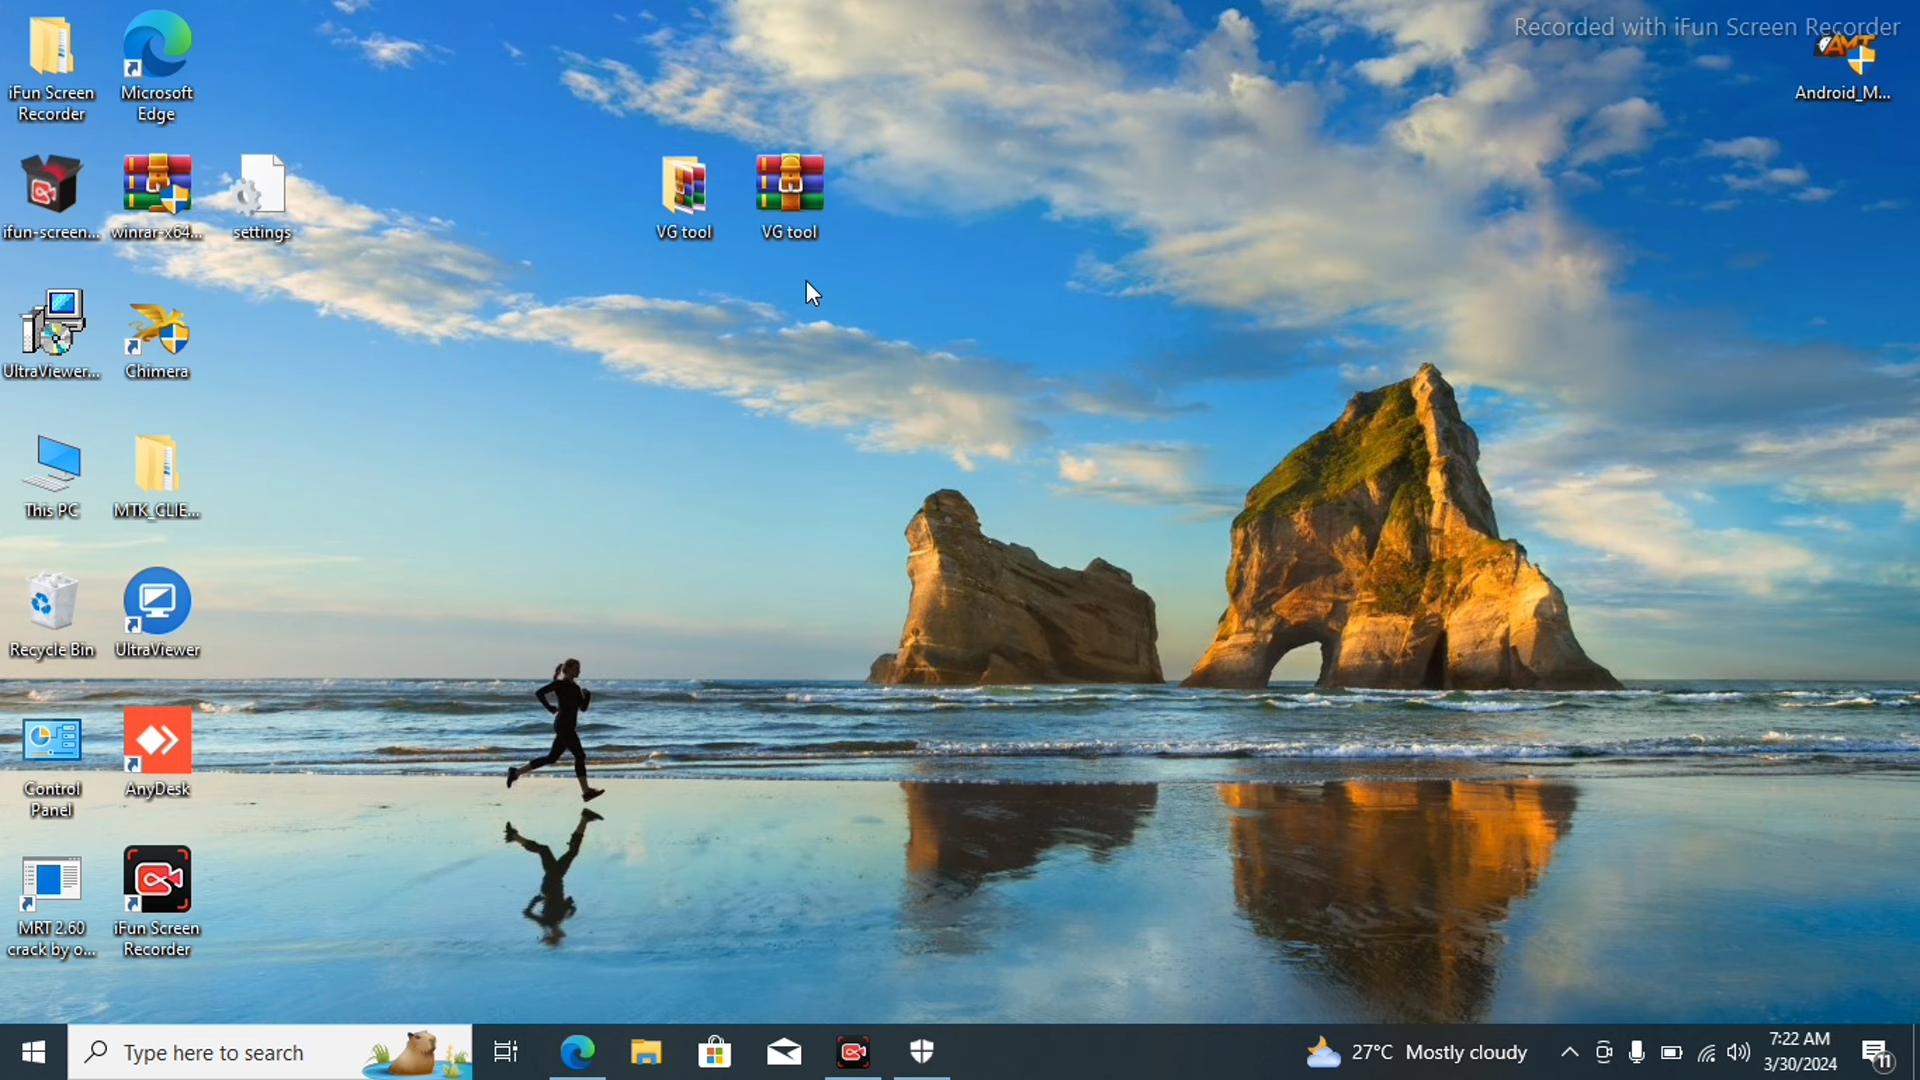 Recorded with iFun Screen Recorder
iFun Screen
Recorder
Microsoft
Edge
AMT
Android_M...
ifun-screen...
winrar-x64...
settings
VG tool
VG tool
UltraViewer...
Chimera
This PC
MTK_CLIE...
Recycle Bin
UltraViewer
Control
Panel
AnyDesk
MRT 2.60
crack by o...
iFun Screen
Recorder
Type here to search
27°C Mostly cloudy
7:22 AM
3/30/2024
11